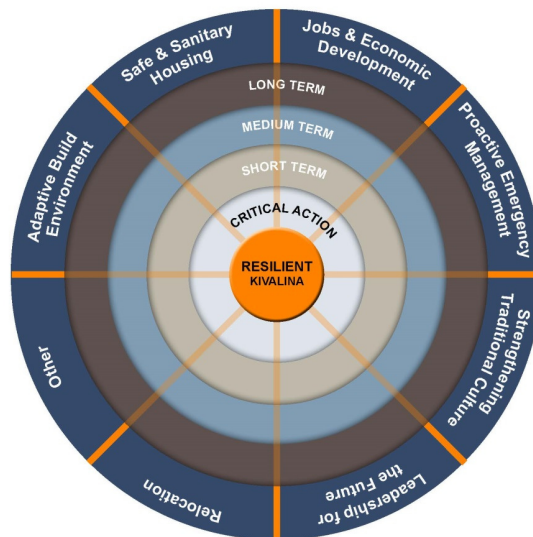 Safe & Sanitary
Housing
Jobs & Economic
Development
Proactive Emergency
Management
Strengthening
Traditional Culture
Leadership for
the Future
Relocation
Other
Adaptive Build
Environment
LONG TERM
MEDIUM TERM
SHORT TERM
CRITICAL ACTION
RESILIENT
KIVALINA